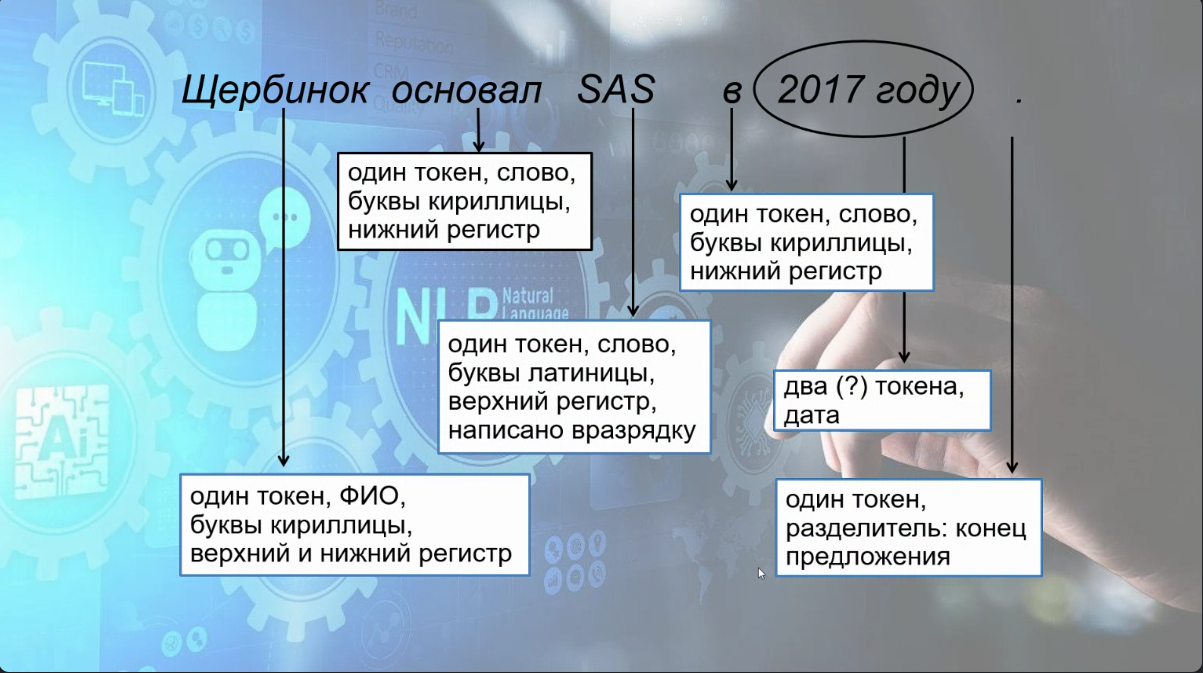 Brand
Reputation
CRM
Quality
Щербинок основал SAS в 2017 году .
один токен, слово,
буквы кириллицы,
нижний регистр
один токен, слово,
буквы кириллицы,
нижний регистр
NLP Natural
Language
один токен, слово,
буквы латиницы,
верхний регистр,
написано вразрядку
два (?) токена,
дата
Ai
один токен, ФИО,
буквы кириллицы,
верхний и нижний регистр
один токен,
разделитель: конец
предложения